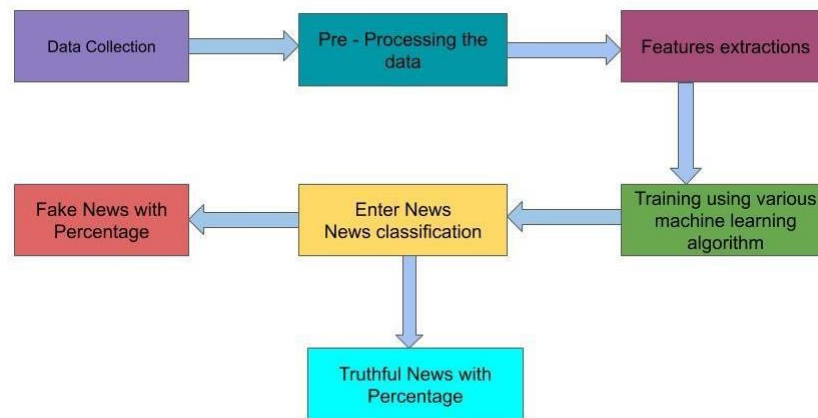 Data Collection
Pre - Processing the
data
Features extractions
Training using various
machine learning
algorithm
Enter News
News classification
Fake News with
Percentage
Truthful News with
Percentage